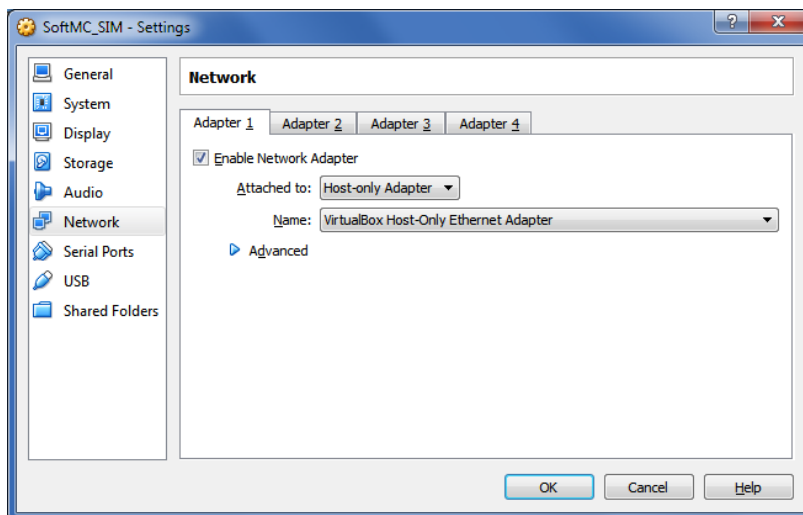 SoftMC_SIM - Settings
General
System
Display
Storage
Audio
Network
Serial Ports
USB
Shared Folders
Network
Adapter 1 Adapter 2 Adapter 3 Adapter 4
Enable Network Adapter
Attached to: Host-only Adapter
Name: VirtualBox Host-Only Ethernet Adapter
Advanced
OK Cancel Help